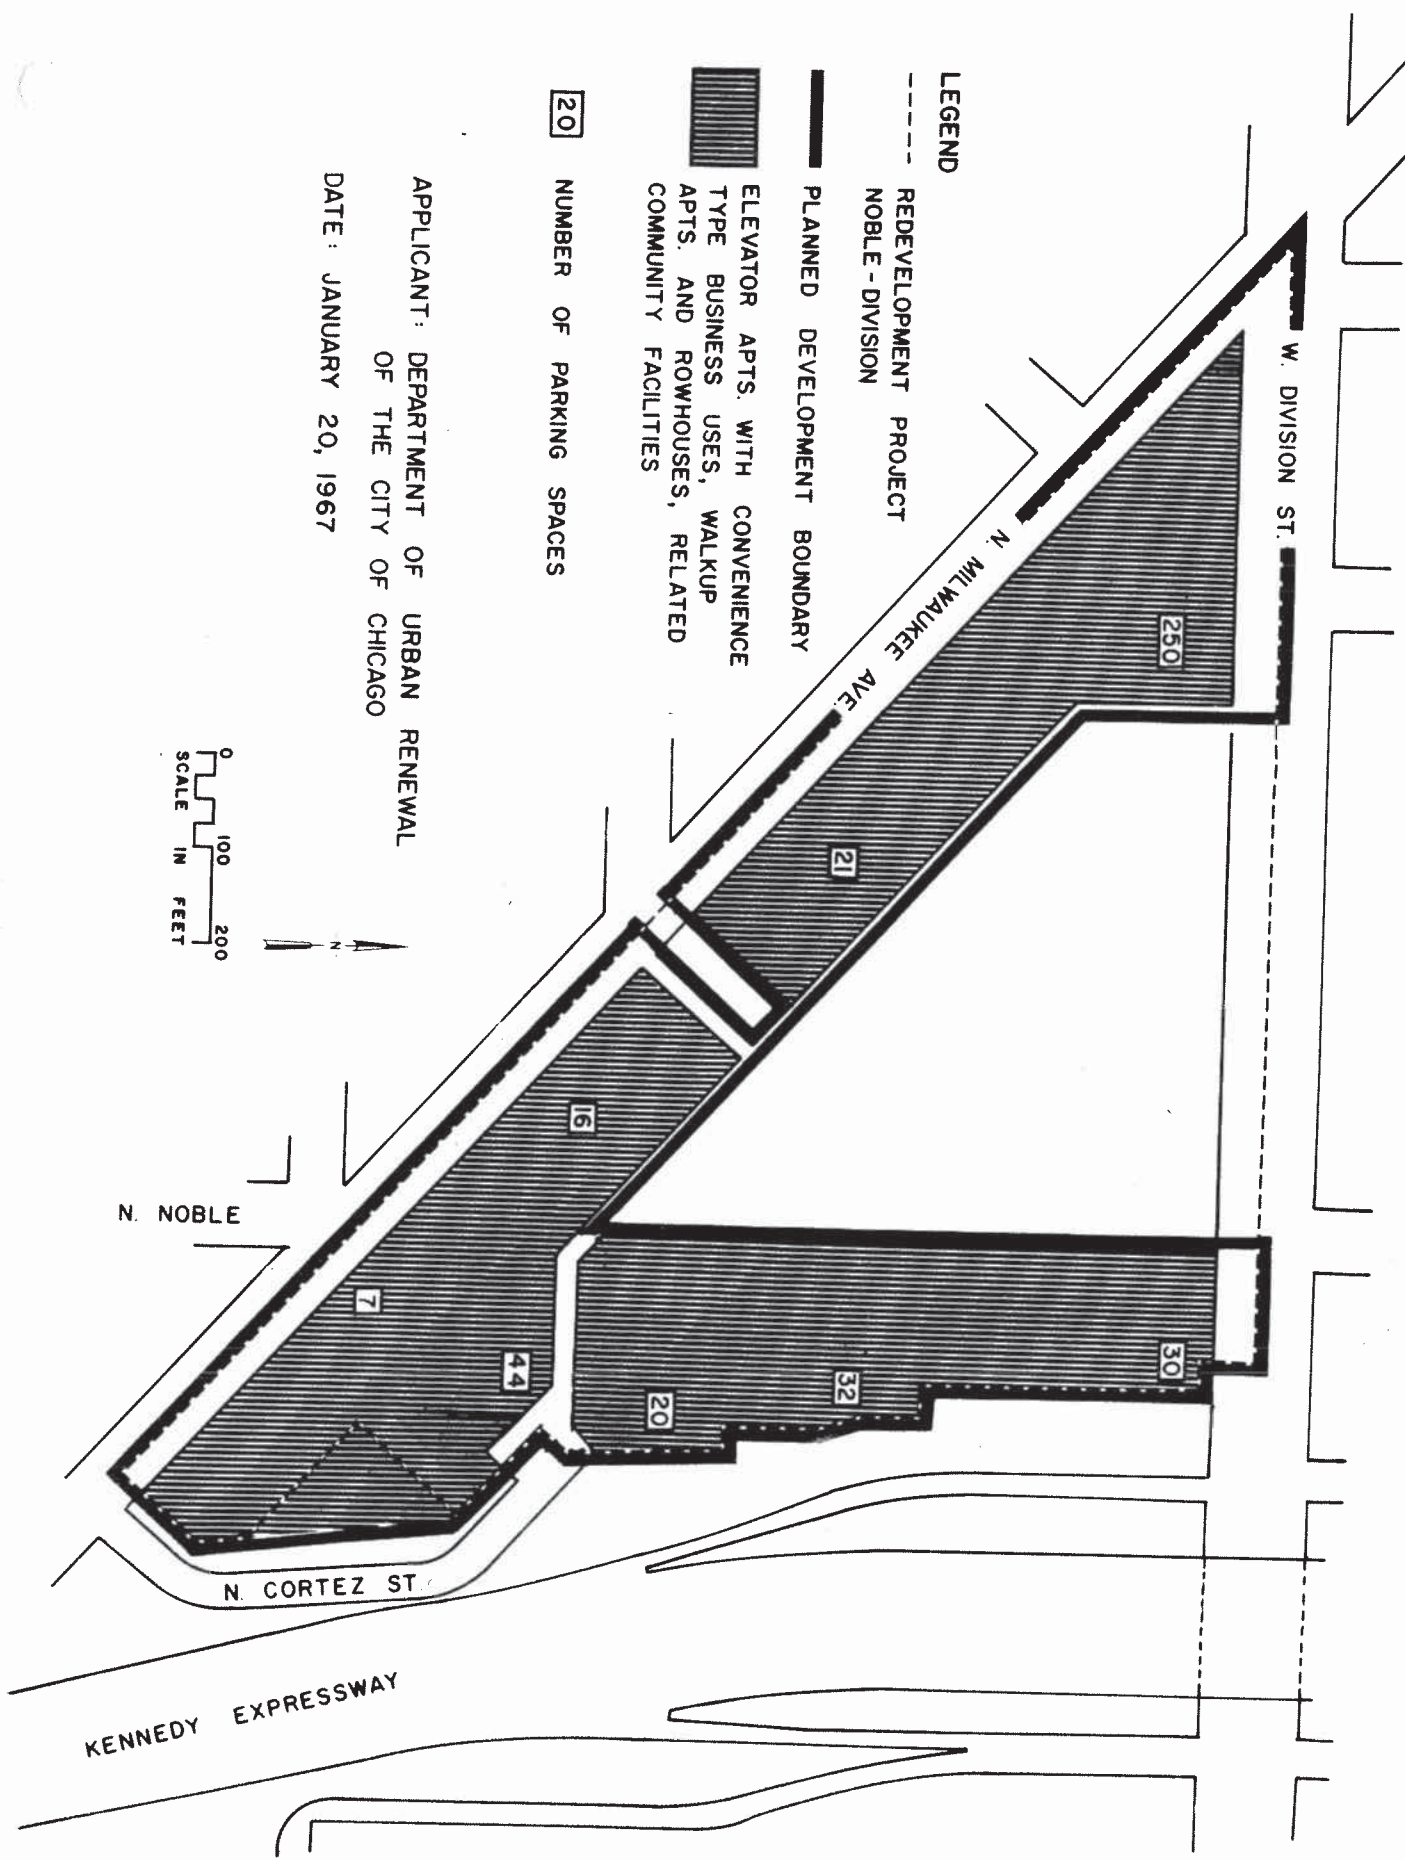 LEGEND
REDEVELOPMENT PROJECT
NOBLE-DIVISION
PLANNED DEVELOPMENT BOUNDARY
ELEVATOR APTS. WITH CONVENIENCE
TYPE BUSINESS USES, WALKUP
APTS. AND ROWHOUSES, RELATED
COMMUNITY FACILITIES
20 NUMBER OF PARKING SPACES
APPLICANT: DEPARTMENT OF URBAN RENEWAL
OF THE CITY OF CHICAGO
DATE: JANUARY 20, 1967
0 100 200
SCALE IN FEET
N
W. DIVISION ST.
N. MILWAUKEE AVE.
250
21
16
7
44
20
32
30
N. NOBLE
N. CORTEZ ST.
KENNEDY EXPRESSWAY